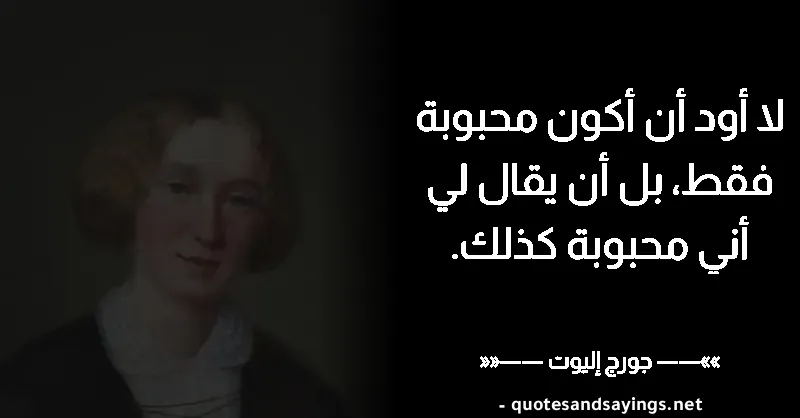 لا أود أن أكون محبوبة
فقط، بل أن يقال لي
أني محبوبة كذلك.
»»—— جورج إليوت ——««
- quotesandsayings.net